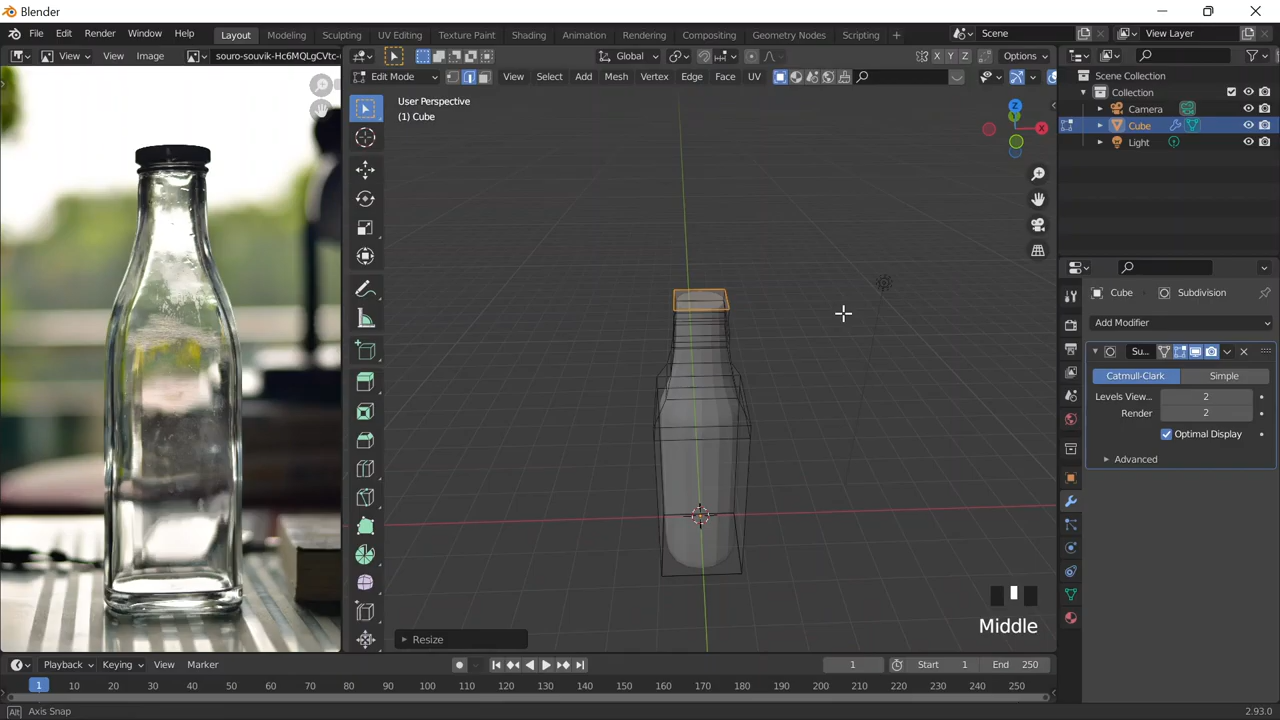 Blender
File Edit Render Window Help
Layout Modeling Sculpting UV Editing Texture Paint Shading Animation Rendering Compositing Geometry Nodes Scripting +
Scene
View Layer
View View Image souro-souvik-Hc6MQLgCVtc-
Global
X Y Z
Options
Edit Mode View Select Add Mesh Vertex Edge Face UV
User Perspective
(1) Cube
X
Scene Collection
Collection
Camera
Cube
Light
Cube Subdivision
Add Modifier
Su...
Catmull-Clark Simple
Levels View... 2
Render 2
Optimal Display
Advanced
Resize
Middle
Playback Keying View Marker
1 Start 1 End 250
1 10 20 30 40 50 60 70 80 90 100 110 120 130 140 150 160 170 180 190 200 210 220 230 240 250
Alt Axis Snap
2.93.0